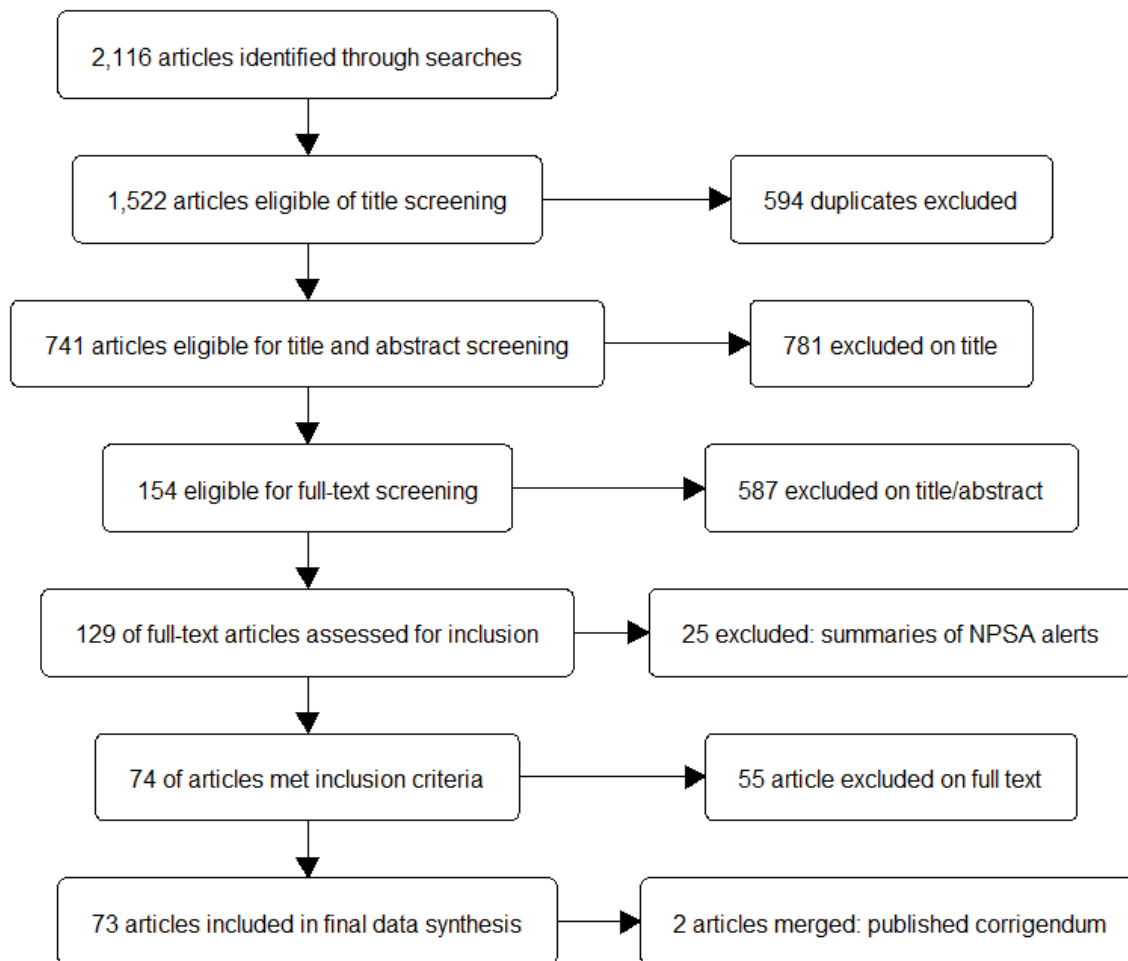 2,116 articles identified through searches
1,522 articles eligible of title screening
594 duplicates excluded
741 articles eligible for title and abstract screening
781 excluded on title
154 eligible for full-text screening
587 excluded on title/abstract
129 of full-text articles assessed for inclusion
25 excluded: summaries of NPSA alerts
74 of articles met inclusion criteria
55 article excluded on full text
73 articles included in final data synthesis
2 articles merged: published corrigendum